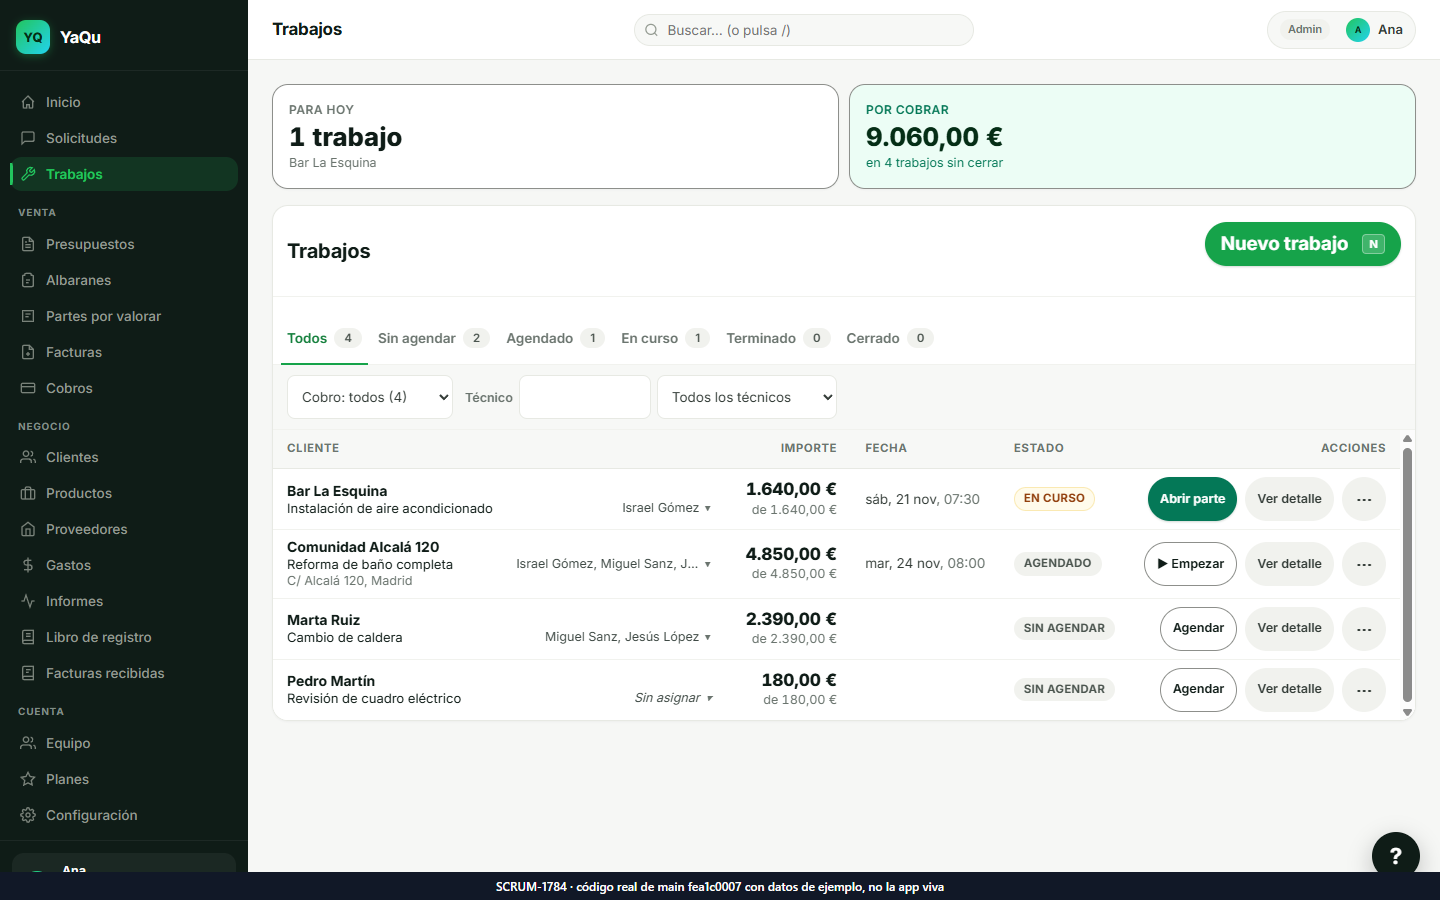 YQ YaQu
Trabajos
Buscar... (o pulsa /)
Admin
A Ana
Inicio
Solicitudes
Trabajos
VENTA
Presupuestos
Albaranes
Partes por valorar
Facturas
Cobros
NEGOCIO
Clientes
Productos
Proveedores
Gastos
Informes
Libro de registro
Facturas recibidas
CUENTA
Equipo
Planes
Configuración
Ana
PARA HOY
1 trabajo
Bar La Esquina
POR COBRAR
9.060,00 €
en 4 trabajos sin cerrar
Trabajos
Nuevo trabajo N
Todos 4 Sin agendar 2 Agendado 1 En curso 1 Terminado 0 Cerrado 0
Cobro: todos (4) Técnico Todos los técnicos
CLIENTE IMPORTE FECHA ESTADO ACCIONES
Bar La Esquina
Instalación de aire acondicionado
Israel Gómez ▾
1.640,00 €
de 1.640,00 €
sáb, 21 nov, 07:30
EN CURSO
Abrir parte Ver detalle ...
Comunidad Alcalá 120
Reforma de baño completa
C/ Alcalá 120, Madrid
Israel Gómez, Miguel Sanz, J... ▾
4.850,00 €
de 4.850,00 €
mar, 24 nov, 08:00
AGENDADO
▶ Empezar Ver detalle ...
Marta Ruiz
Cambio de caldera
Miguel Sanz, Jesús López ▾
2.390,00 €
de 2.390,00 €
SIN AGENDAR
Agendar Ver detalle ...
Pedro Martín
Revisión de cuadro eléctrico
Sin asignar ▾
180,00 €
de 180,00 €
SIN AGENDAR
Agendar Ver detalle ...
?
SCRUM-1784 · código real de main fea1c0007 con datos de ejemplo, no la app viva